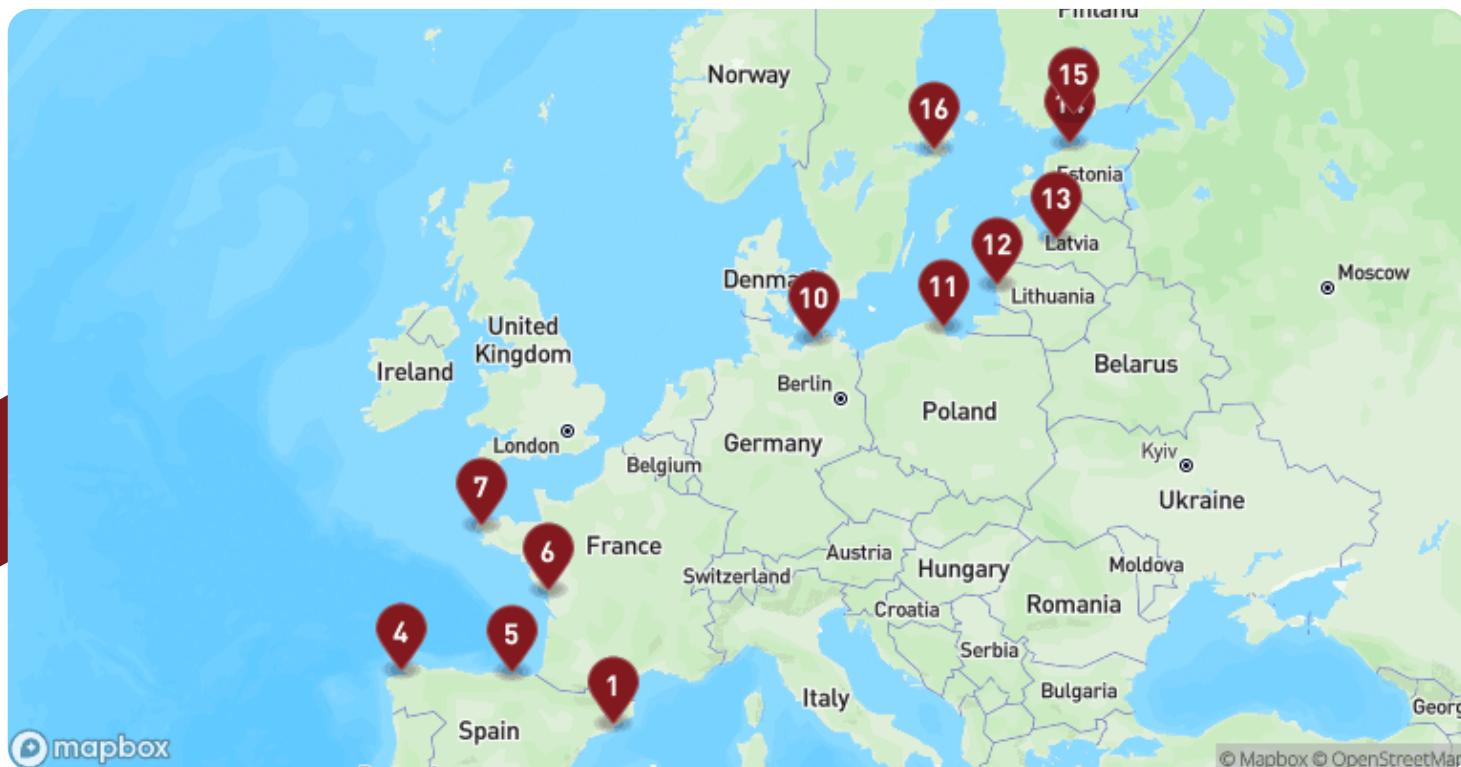 Finland
Norway
15
16
Estonia
13
12
Latvia
Moscow
Denma
10
11
Lithuania
United
Kingdom
Ireland
Belarus
Berlin
Poland
London
Germany
Belgium
Kyiv
7
Ukraine
6
France
Austria
Switzerland
Hungary
Moldova
Croatia
Romania
4
5
Serbia
1
Italy
Bulgaria
Spain
Georg
mapbox
© Mapbox © OpenStreetMap